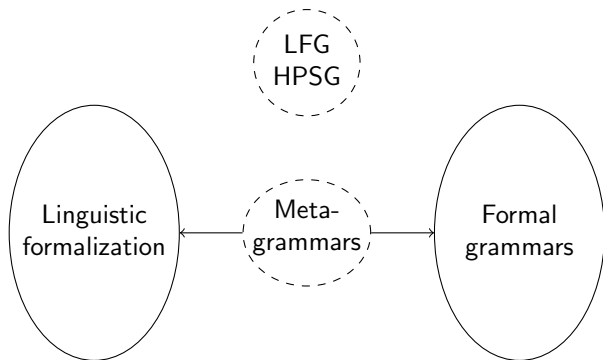 LFG
HPSG
Linguistic
formalization
Meta-
grammars
Formal
grammars